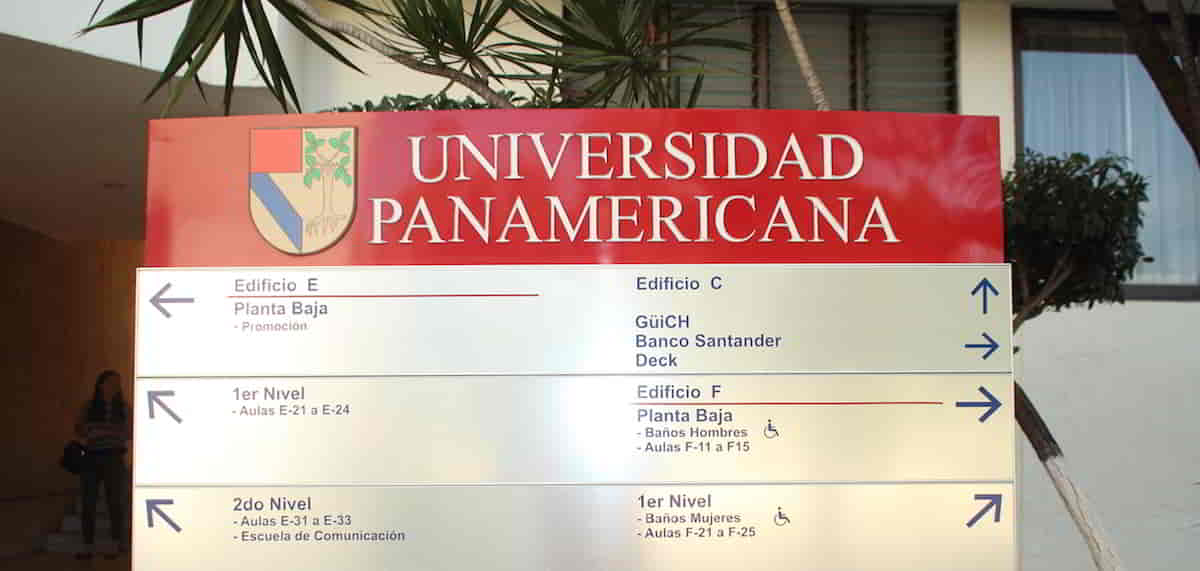 UNIVERSIDAD
PANAMERICANA
Edificio E
Planta Baja
- Promoción
Edificio C
GüiCH
Banco Santander
Deck
1er Nivel
- Aulas E-21 a E-24
Edificio F
Planta Baja
- Baños Hombres
- Aulas F-11 a F15
2do Nivel
- Aulas E-31 a E-33
- Escuela de Comunicación
1er Nivel
- Baños Mujeres
- Aulas F-21 a F-25